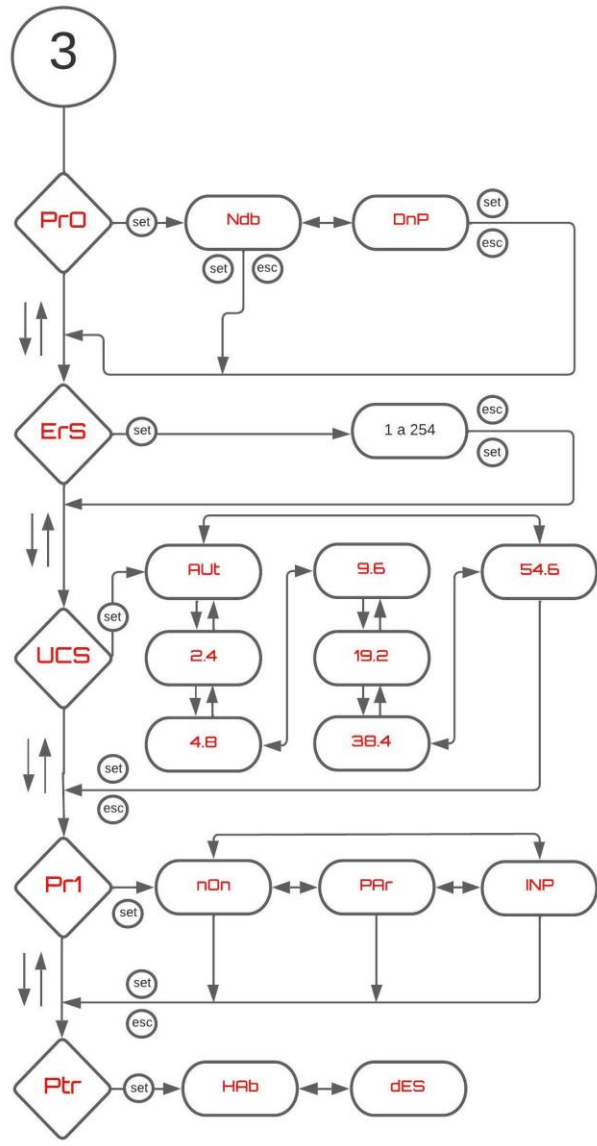 3
Pr0
set
Ndb
DnP
set
esc
set
esc
ErS
set
1 a 254
esc
set
AUt
9.6
54.6
set
UCS
2.4
19.2
4.8
38.4
set
esc
Pr1
set
nOn
PAr
INP
set
esc
Ptr
set
HAb
dES